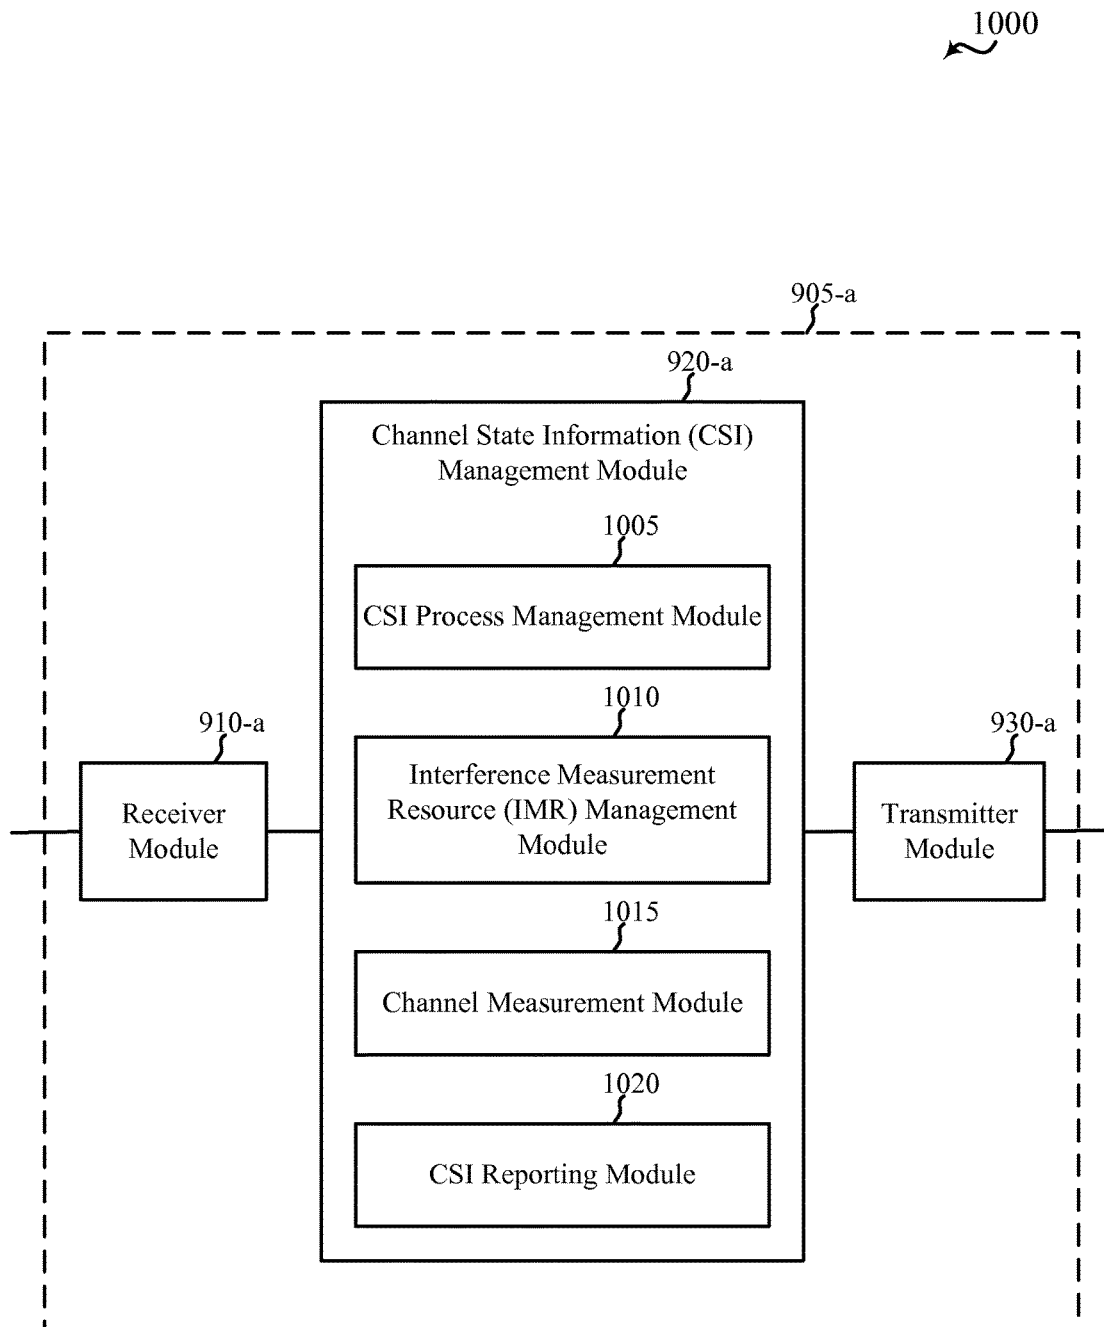 1000
905-a
920-a
Channel State Information (CSI)
Management Module
1005
CSI Process Management Module
1010
Interference Measurement
Resource (IMR) Management
Module
910-a
Receiver
Module
930-a
Transmitter
Module
1015
Channel Measurement Module
1020
CSI Reporting Module